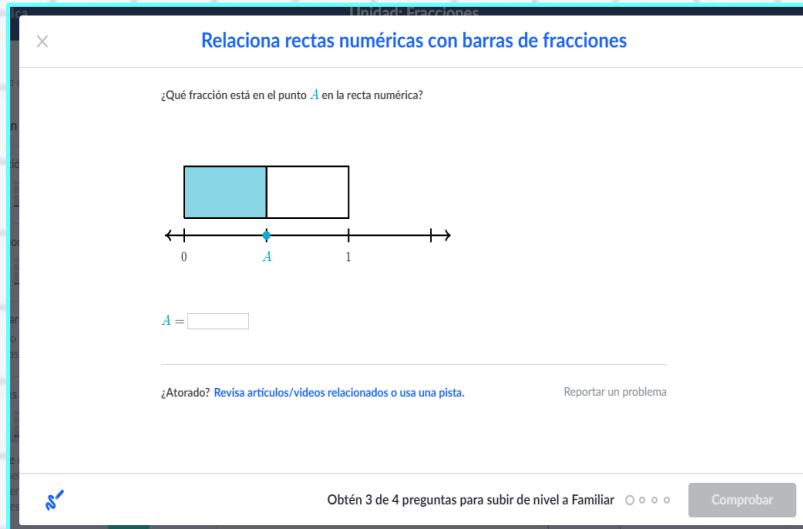 Unidad: Fracciones
Relaciona rectas numéricas con barras de fracciones
¿Qué fracción está en el punto A en la recta numérica?
0 A 1
A =
¿Atorado? Revisa artículos/videos relacionados o usa una pista. Reportar un problema
Obtén 3 de 4 preguntas para subir de nivel a Familiar Comprobar